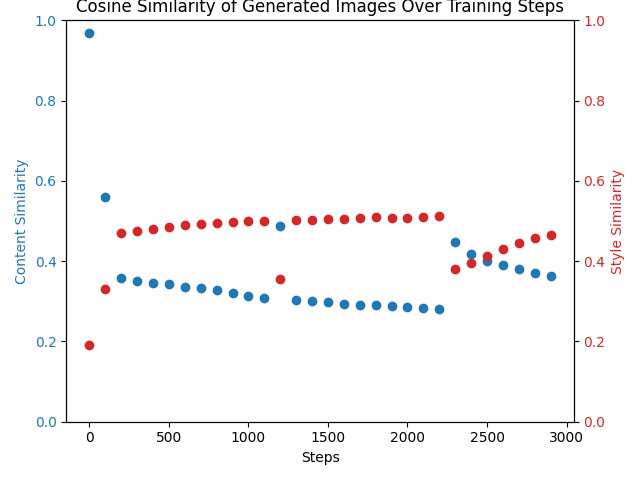 Cosine Similarity of Generated Images Over Training Steps
1.0 1.0
0.8 0.8
0.6 0.6
0.4 0.4
0.2 0.2
0.0 0.0
Content Similarity
Style Similarity
0 500 1000 1500 2000 2500 3000
Steps